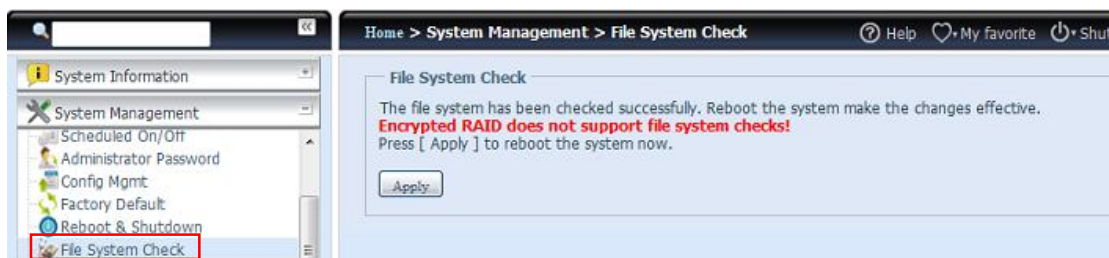 Home > System Management > File System Check
Help
My favorite
Shut
System Information
System Management
Scheduled On/Off
Administrator Password
Config Mgmt
Factory Default
Reboot & Shutdown
File System Check
File System Check
The file system has been checked successfully. Reboot the system make the changes effective.
Encrypted RAID does not support file system checks!
Press [ Apply ] to reboot the system now.
Apply